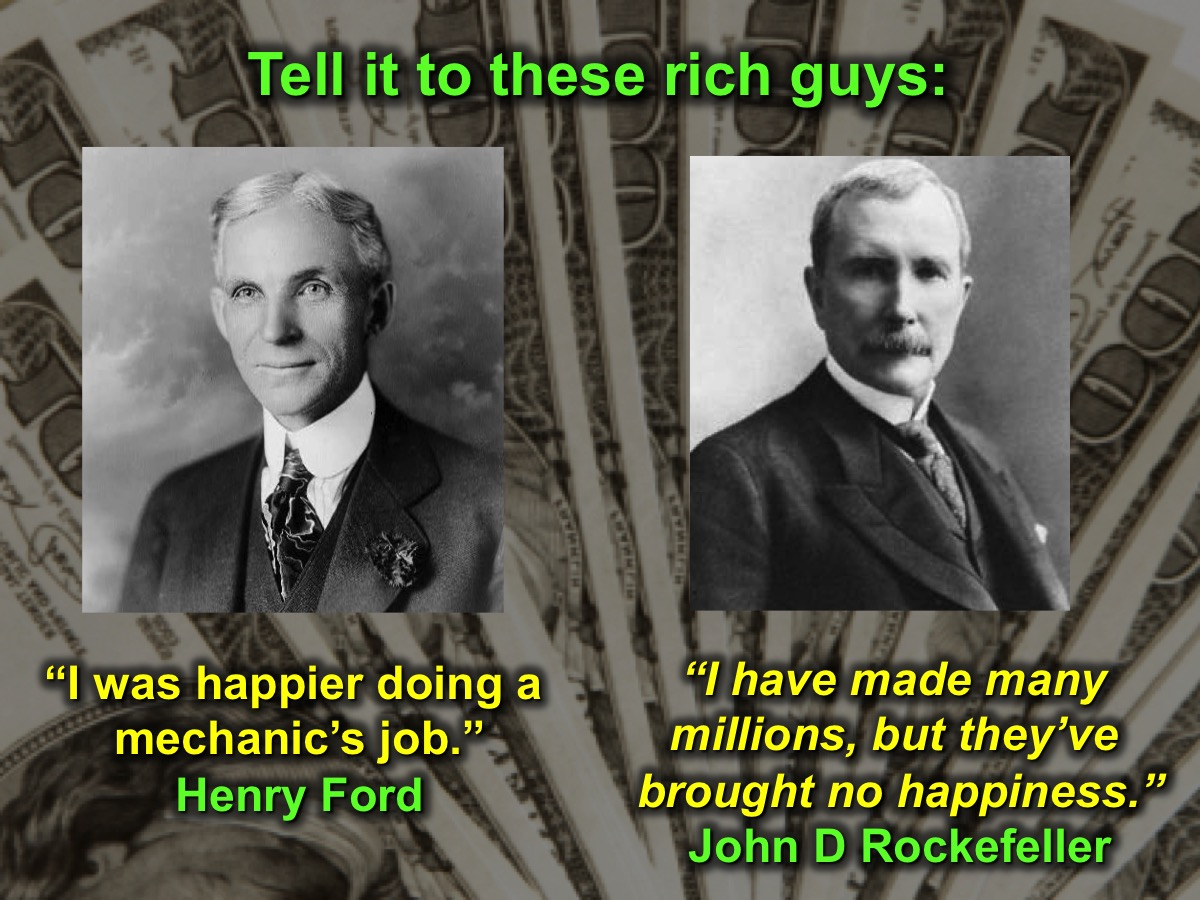 Tell it to these rich guys:
“I was happier doing a
mechanic’s job.”
Henry Ford
“I have made many
millions, but they’ve
brought no happiness.”
John D Rockefeller